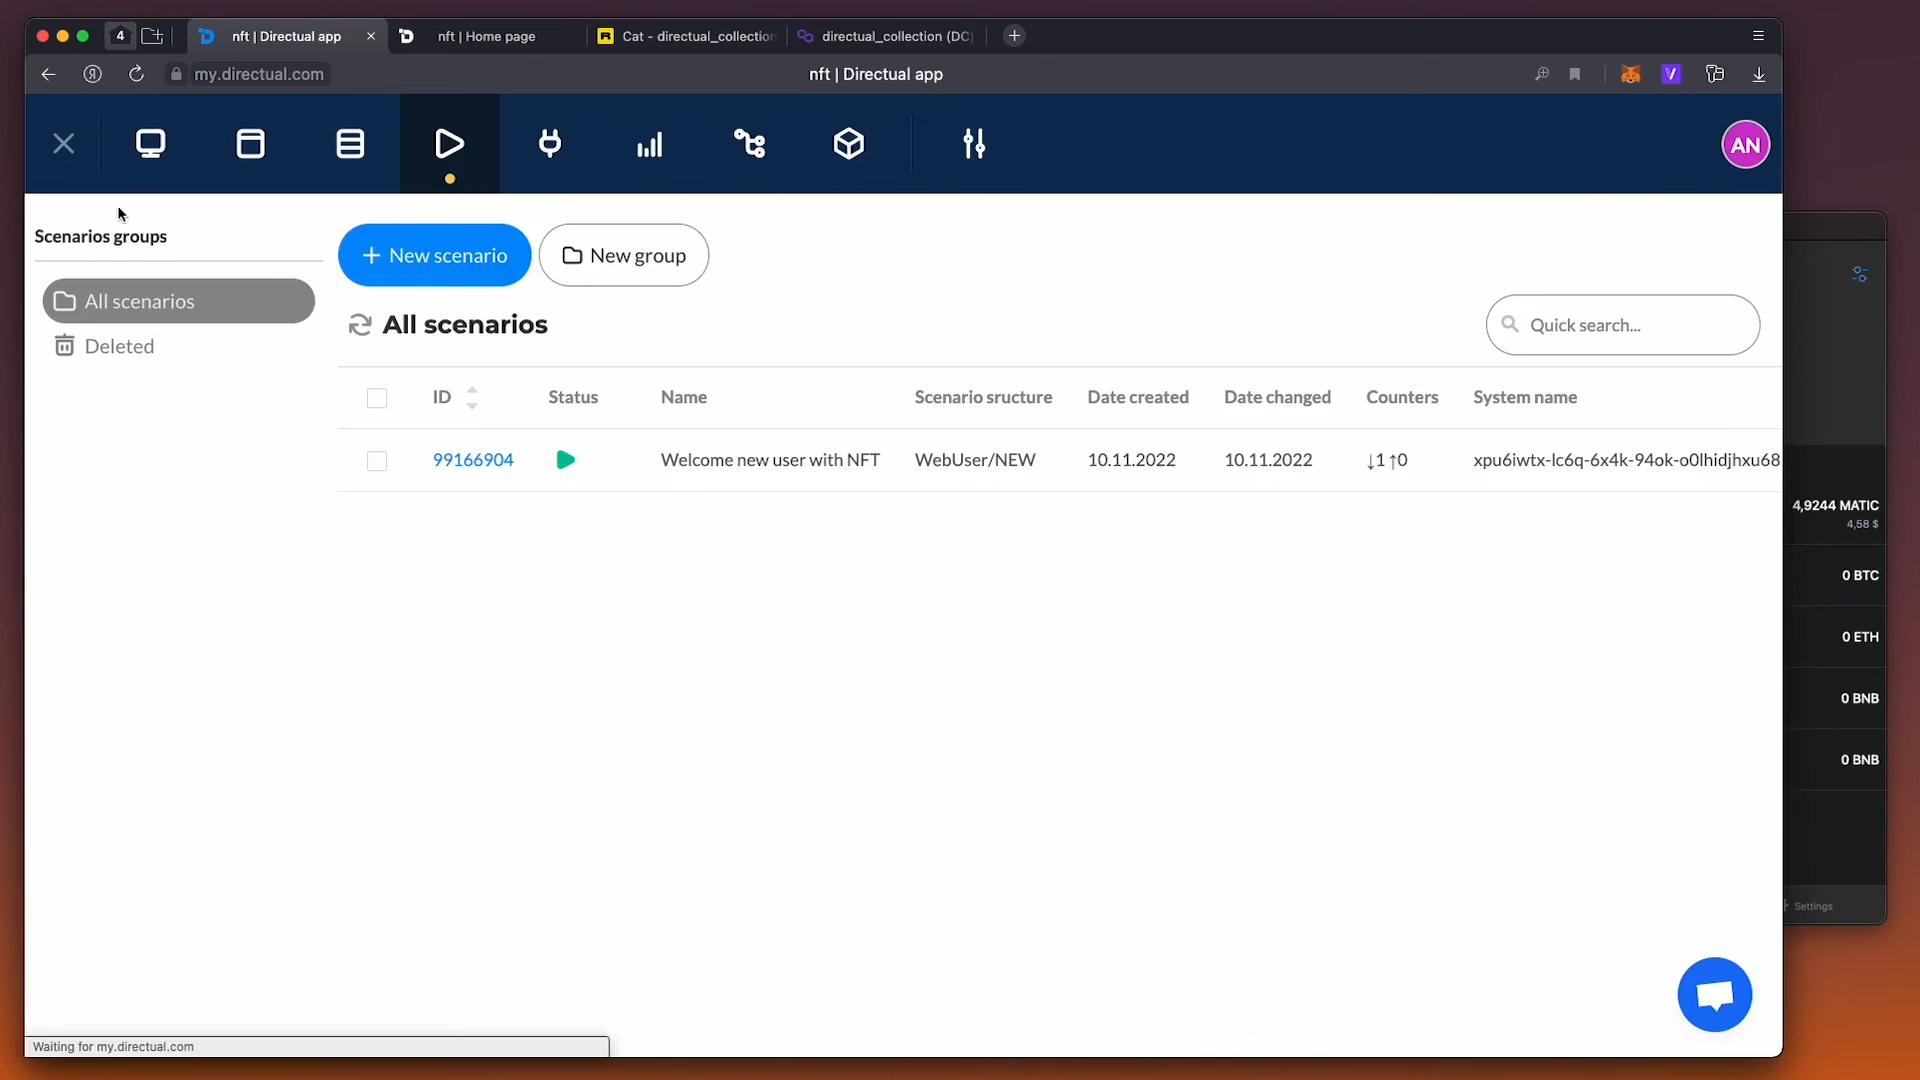 4
nft | Directual app
nft | Home page
Cat - directual_collection
directual_collection (DC)
my.directual.com
nft | Directual app
AN
Scenarios groups
All scenarios
Deleted
+ New scenario
New group
All scenarios
Quick search...
ID Status Name Scenario sructure Date created Date changed Counters System name
99166904 Welcome new user with NFT WebUser/NEW 10.11.2022 10.11.2022 ↓1↑0 xpu6iwtx-lc6q-6x4k-94ok-o0lhidjhxu68
4,9244 MATIC
4,58 $
0 BTC
0 ETH
0 BNB
0 BNB
Settings
Waiting for my.directual.com